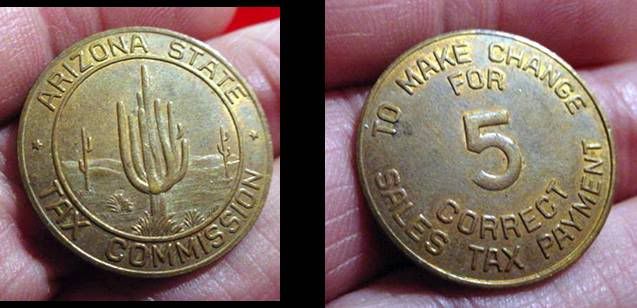 ARIZONA STATE
TAX COMMISSION
TO MAKE CHANGE
FOR
5
CORRECT
SALES TAX PAYMENT